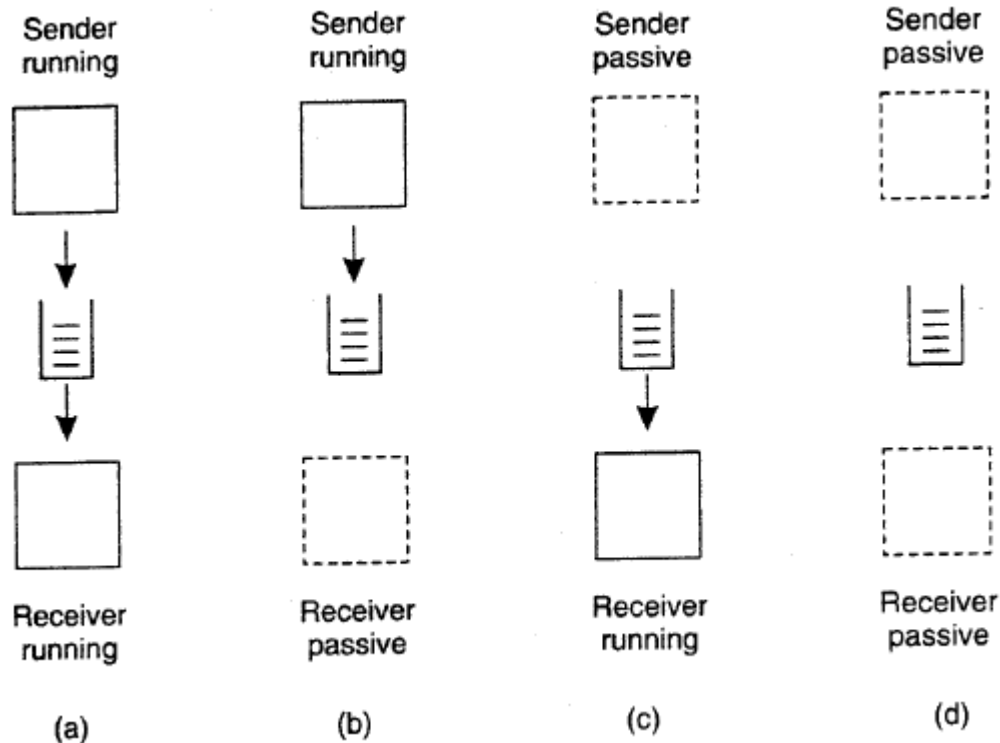 Sender
running
Sender
running
Sender
passive
Sender
passive
Receiver
running
Receiver
passive
Receiver
running
Receiver
passive
(a)
(b)
(c)
(d)